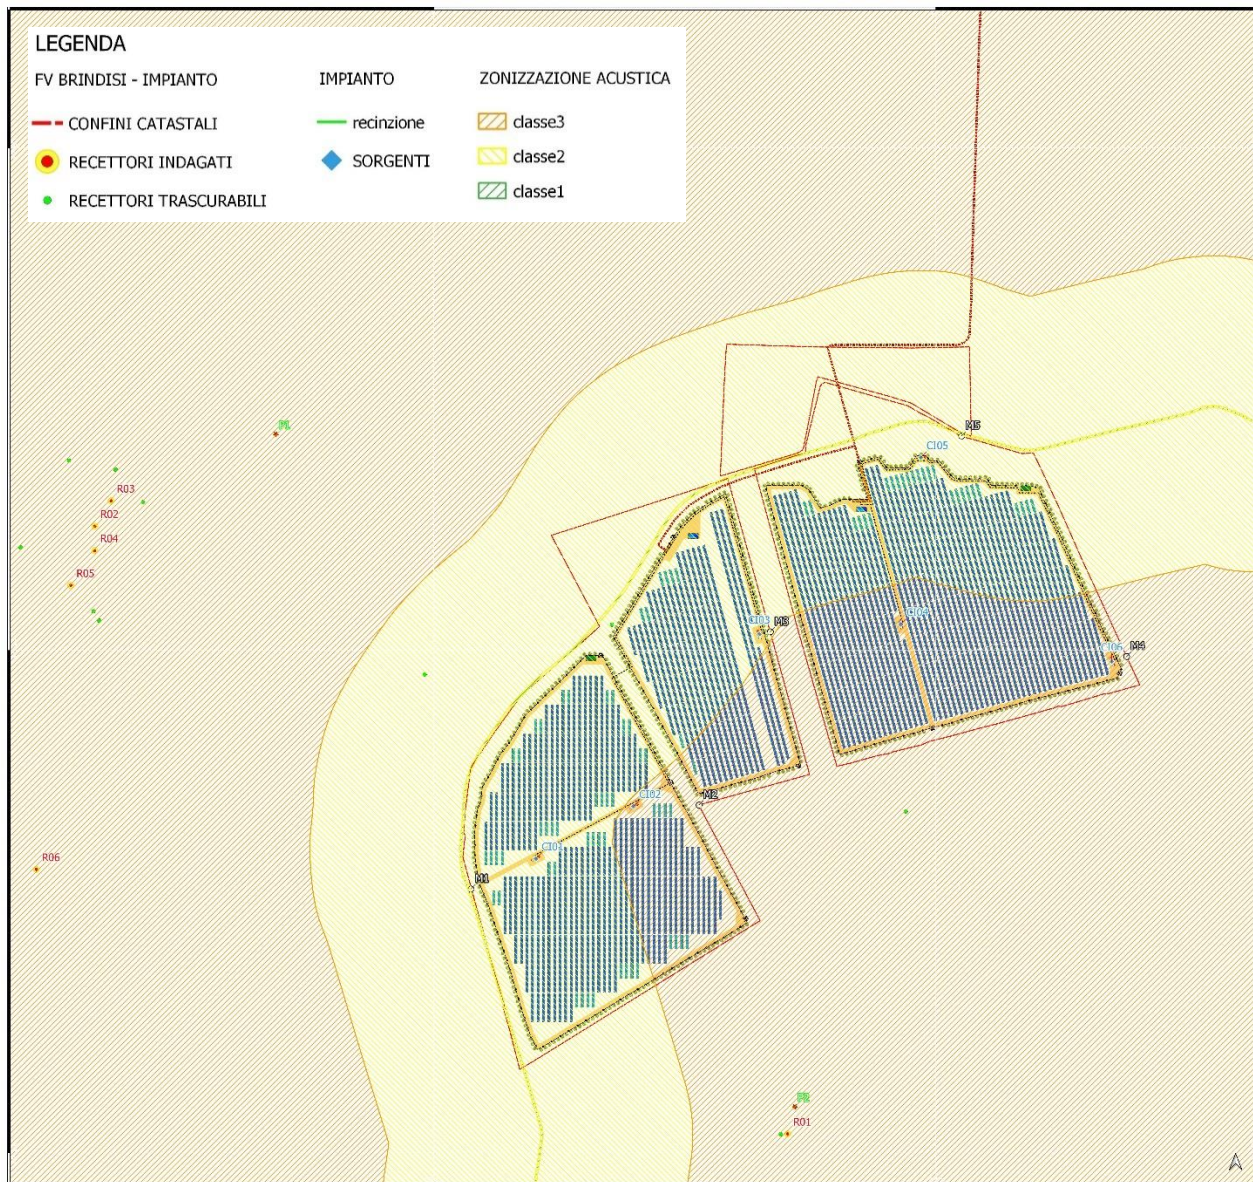 LEGENDA
FV BRINDISI - IMPIANTO
IMPIANTO
ZONIZZAZIONE ACUSTICA
CONFINI CATASTALI
recinzione
classe3
RECETTORI INDAGATI
SORGENTI
classe2
RECETTORI TRASCURABILI
classe1
M5
CI05
R03
R02
R04
R05
CI04
CI03
M3
CI06
M4
CI02
M2
CI01
R06
M1
R01